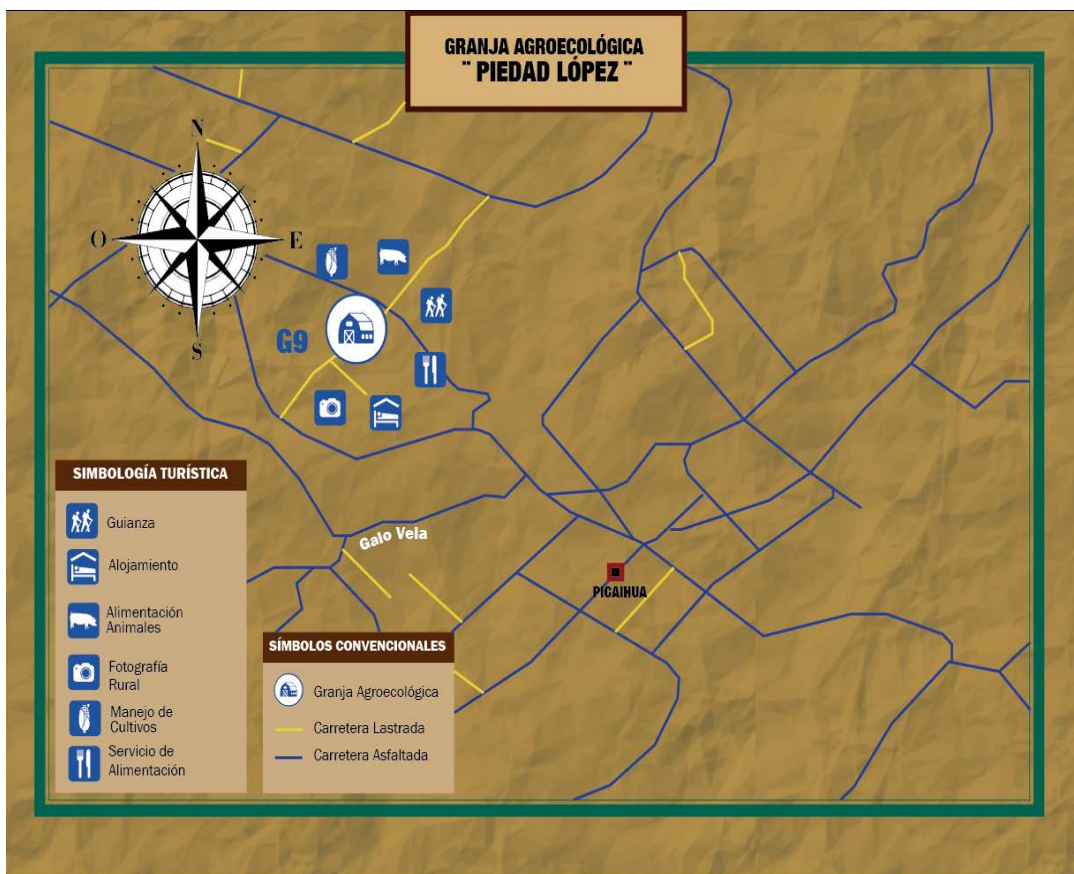 GRANJA AGROECOLÓGICA
¨ PIEDAD LÓPEZ ¨
N
O
E
S
G9
SIMBOLOGÍA TURÍSTICA
Guianza
Alojamiento
Alimentación
Animales
Fotografía
Rural
Manejo de
Cultivos
Servicio de
Alimentación
Galo Vela
PICAIHUA
SÍMBOLOS CONVENCIONALES
Granja Agroecológica
Carretera Lastrada
Carretera Asfaltada